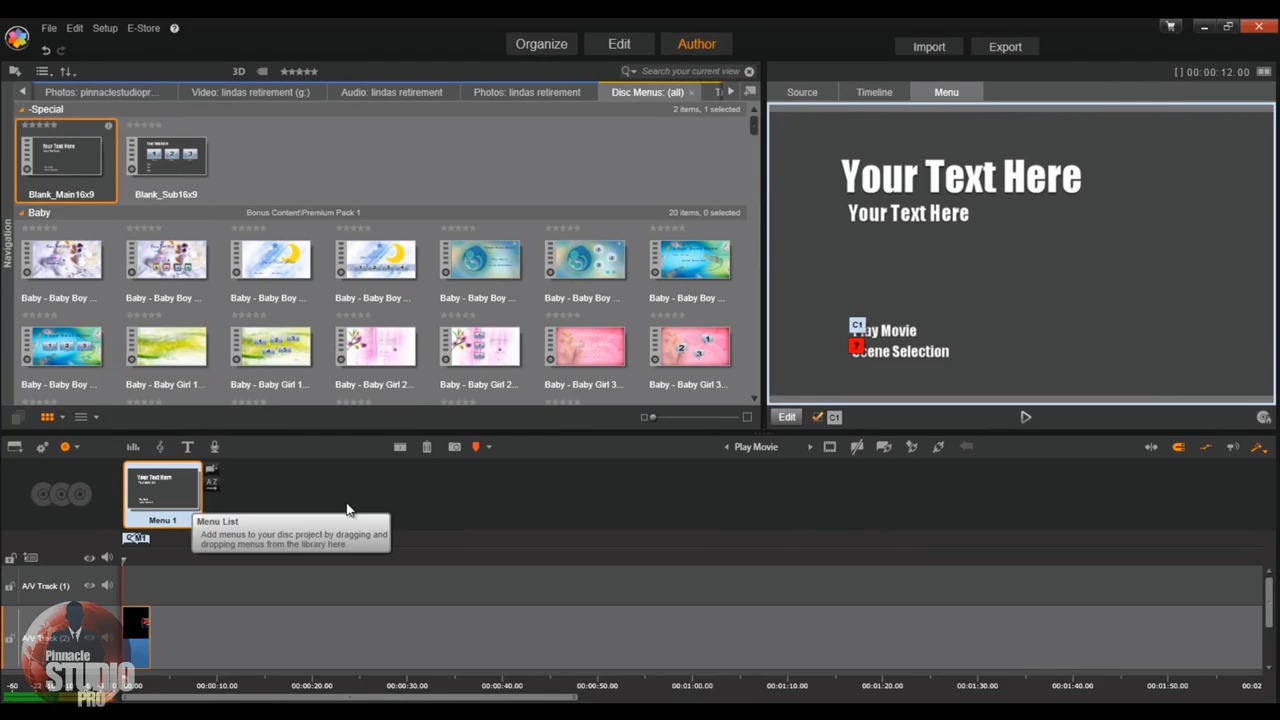 File Edit Setup E-Store ?
Organize Edit Author Import Export
3D Search your current view [ ] 00:00:12.00
Photos: pinnaclestudiopr... Video: lindas retirement (g:) Audio: lindas retirement Photos: lindas retirement Disc Menus: (all) × Source Timeline Menu
-Special 2 items, 1 selected
Your Text Here
Blank_Main16x9 Blank_Sub16x9
Baby Bonus Content\Premium Pack 1 20 items, 0 selected
Baby - Baby Boy ... Baby - Baby Boy ... Baby - Baby Boy ... Baby - Baby Boy ... Baby - Baby Boy ... Baby - Baby Boy ... Baby - Baby Boy ...
Baby - Baby Boy ... Baby - Baby Boy ... Baby - Baby Girl 1... Baby - Baby Girl 1... Baby - Baby Girl 2... Baby - Baby Girl 2... Baby - Baby Girl 3... Baby - Baby Girl 3...
Navigation
Your Text Here
Your Text Here
C1
Play Movie
?
Scene Selection
Edit C1
T Play Movie
Your Text Here
AZ
Menu 1
Menu List
Add menus to your disc project by dragging and
dropping menus from the library here.
A/V Track (1)
A/V Track (2)
Pinnacle
STUDIO
PRO
-60 -22 0 00:00 00:00:10.00 00:00:20.00 00:00:30.00 00:00:40.00 00:00:50.00 00:01:00.00 00:01:10.00 00:01:20.00 00:01:30.00 00:01:40.00 00:01:50.00 00:02